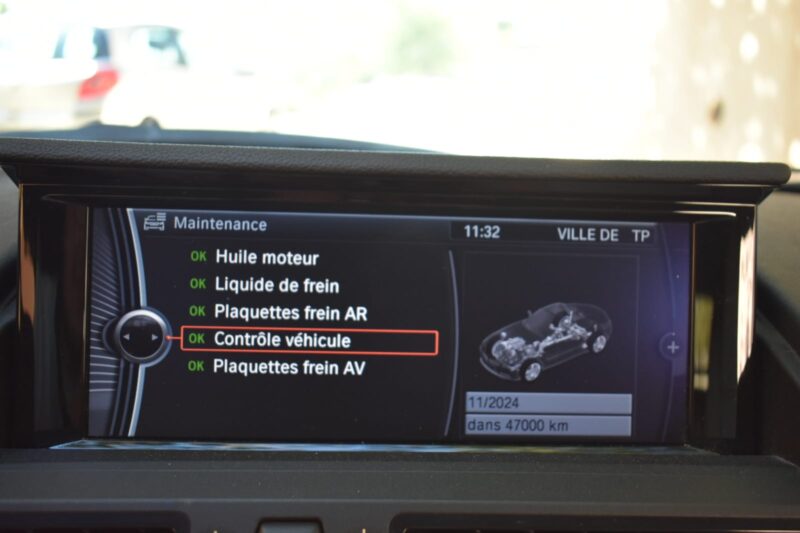 Maintenance
11:32 VILLE DE TP
OK Huile moteur
OK Liquide de frein
OK Plaquettes frein AR
OK Contrôle véhicule
OK Plaquettes frein AV
11/2024
dans 47000 km